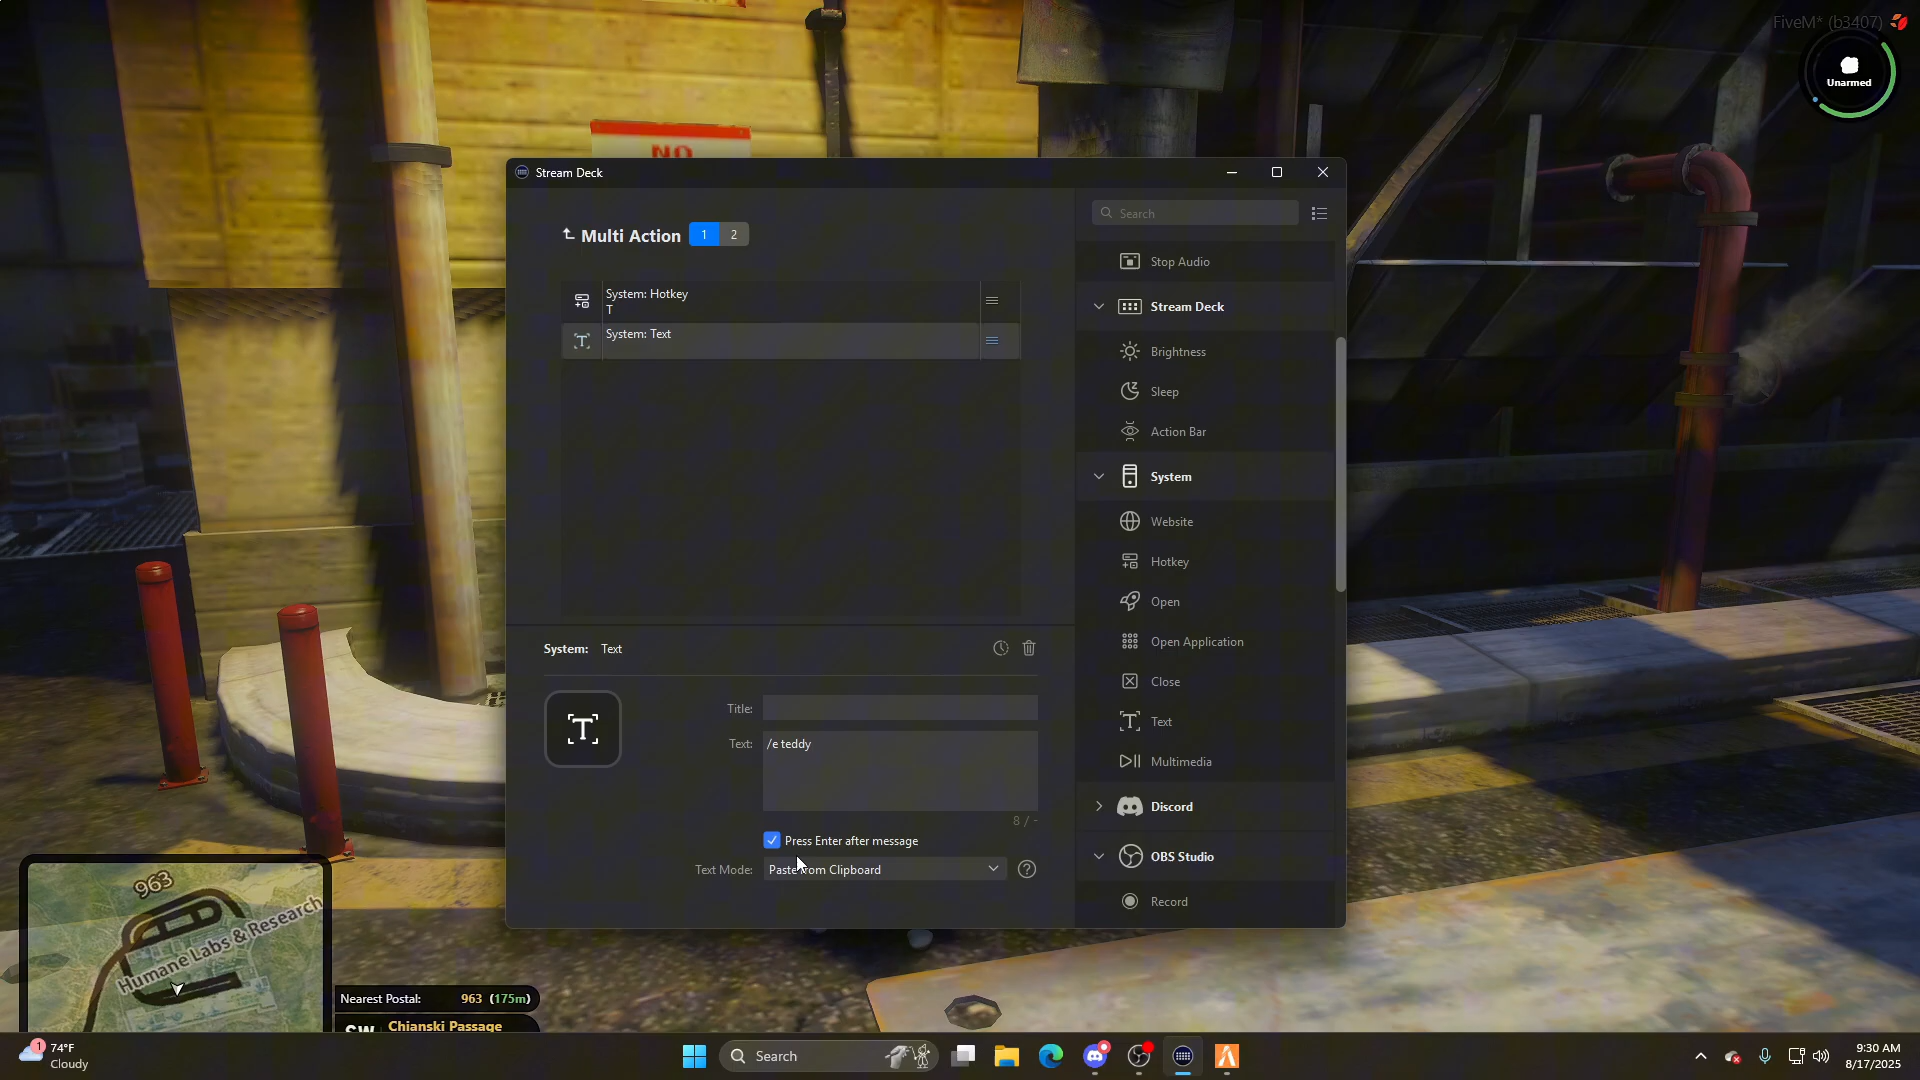 FiveM* (b3407)
Unarmed
NO
Stream Deck
Multi Action 1 2
Search
System: Hotkey
T
System: Text
Stop Audio
Stream Deck
Brightness
Sleep
Action Bar
System
Website
Hotkey
Open
Open Application
Close
Text
Multimedia
Discord
OBS Studio
Record
System: Text
Title:
Text: /e teddy
8 / -
Press Enter after message
Text Mode: Paste from Clipboard
963
Humane Labs & Research
Nearest Postal: 963 (175m)
SW Chianski Passage
1
74°F
Cloudy
Search
9:30 AM
8/17/2025